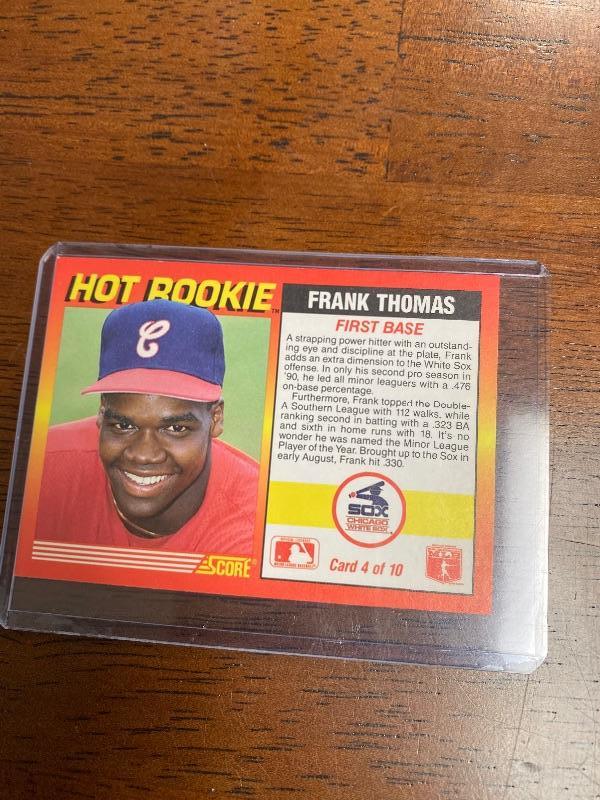 HOT ROOKIE™
FRANK THOMAS
FIRST BASE
A strapping power hitter with an outstand-
ing eye and discipline at the plate, Frank
adds an extra dimension to the White Sox
offense. In only his second pro season in
'90, he led all minor leaguers with a .476
on-base percentage.
Furthermore, Frank topped the Double-
A Southern League with 112 walks, while
ranking second in batting with a .323 BA
and sixth in home runs with 18. It's no
wonder he was named the Minor League
Player of the Year. Brought up to the Sox in
early August, Frank hit .330.
C
SOX
CHICAGO
WHITE SOX
SCORE®
MAJOR LEAGUE BASEBALL
Card 4 of 10